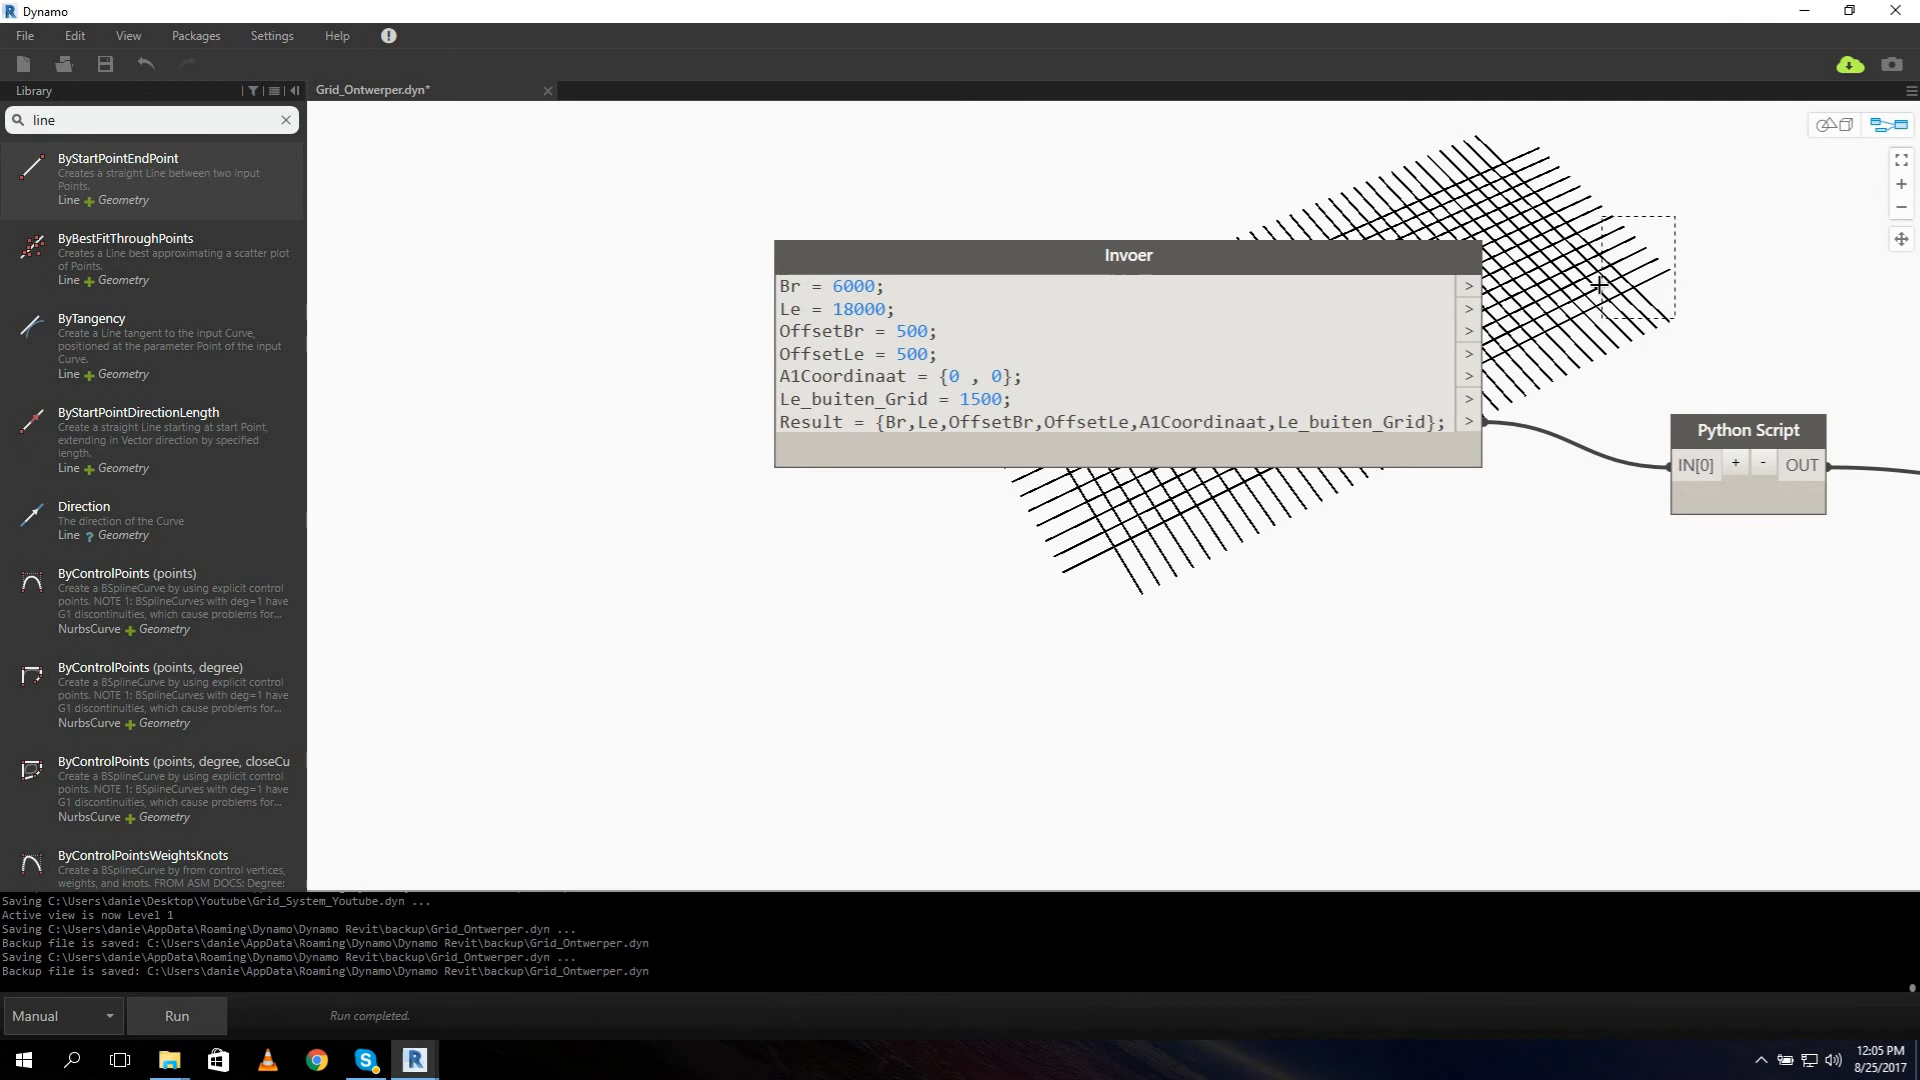 Dynamo
File Edit View Packages Settings Help
Library
Grid_Ontwerper.dyn*
line
ByStartPointEndPoint
Creates a straight Line between two input
Points.
Line Geometry
ByBestFitThroughPoints
Creates a Line best approximating a scatter plot
of Points.
Line Geometry
ByTangency
Create a Line tangent to the input Curve,
positioned at the parameter Point of the input
Curve.
Line Geometry
ByStartPointDirectionLength
Create a straight Line starting at start Point,
extending in Vector direction by specified
length.
Line Geometry
Direction
The direction of the Curve
Line ? Geometry
ByControlPoints (points)
Create a BSplineCurve by using explicit control
points. NOTE 1: BSplineCurves with deg=1 have
G1 discontinuities, which cause problems for...
NurbsCurve Geometry
ByControlPoints (points, degree)
Create a BSplineCurve by using explicit control
points. NOTE 1: BSplineCurves with deg=1 have
G1 discontinuities, which cause problems for...
NurbsCurve Geometry
ByControlPoints (points, degree, closeCu
Create a BSplineCurve by using explicit control
points. NOTE 1: BSplineCurves with deg=1 have
G1 discontinuities, which cause problems for...
NurbsCurve Geometry
ByControlPointsWeightsKnots
Create a BSplineCurve by from control vertices,
weights, and knots. FROM ASM DOCS: Degree:
Invoer
Br = 6000; >
Le = 18000; >
OffsetBr = 500; >
OffsetLe = 500; >
A1Coordinaat = {0 , 0}; >
Le_buiten_Grid = 1500; >
Result = {Br,Le,OffsetBr,OffsetLe,A1Coordinaat,Le_buiten_Grid}; >
Python Script
IN[0] + - OUT
Saving C:\Users\danie\Desktop\Youtube\Grid_System_Youtube.dyn ...
Active view is now Level 1
Saving C:\Users\danie\AppData\Roaming\Dynamo\Dynamo Revit\backup\Grid_Ontwerper.dyn ...
Backup file is saved: C:\Users\danie\AppData\Roaming\Dynamo\Dynamo Revit\backup\Grid_Ontwerper.dyn
Saving C:\Users\danie\AppData\Roaming\Dynamo\Dynamo Revit\backup\Grid_Ontwerper.dyn ...
Backup file is saved: C:\Users\danie\AppData\Roaming\Dynamo\Dynamo Revit\backup\Grid_Ontwerper.dyn
Manual Run Run completed.
12:05 PM
8/25/2017